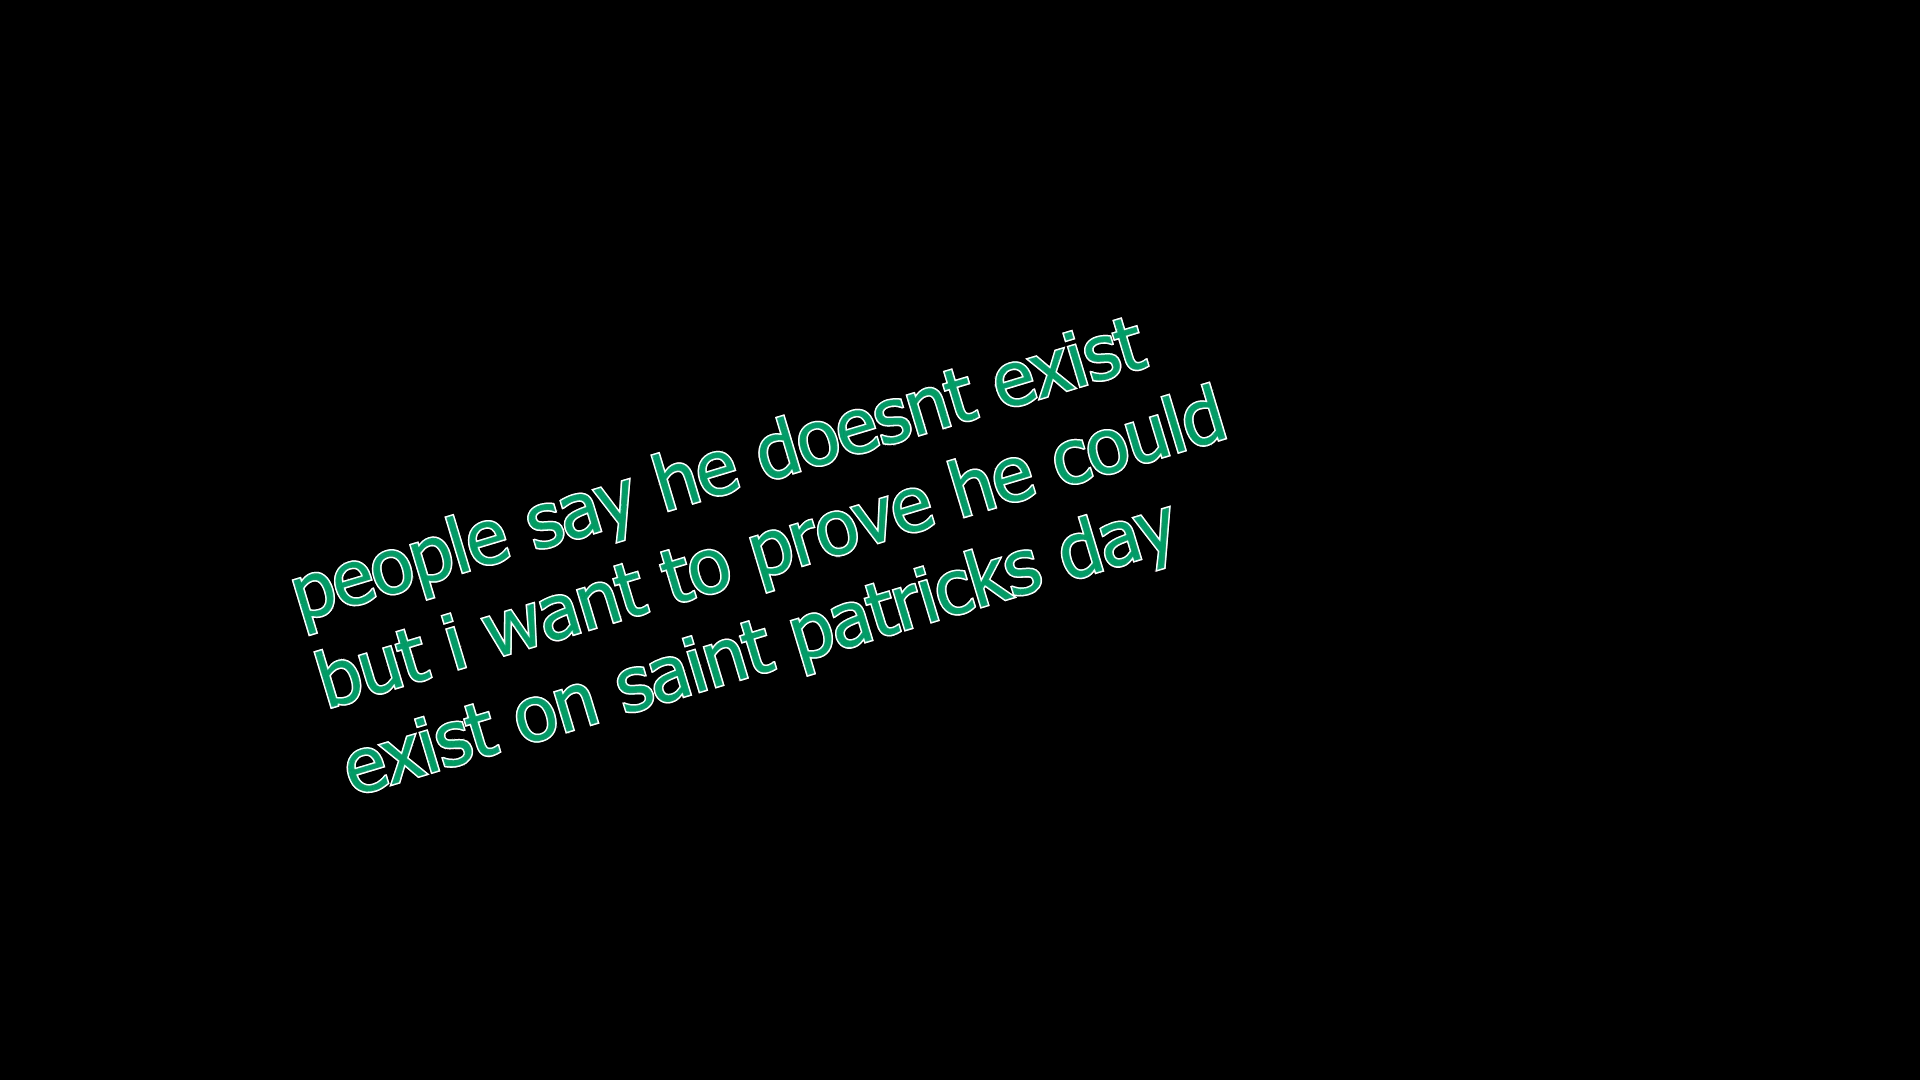 people say he doesnt exist
but i want to prove he could
exist on saint patricks day